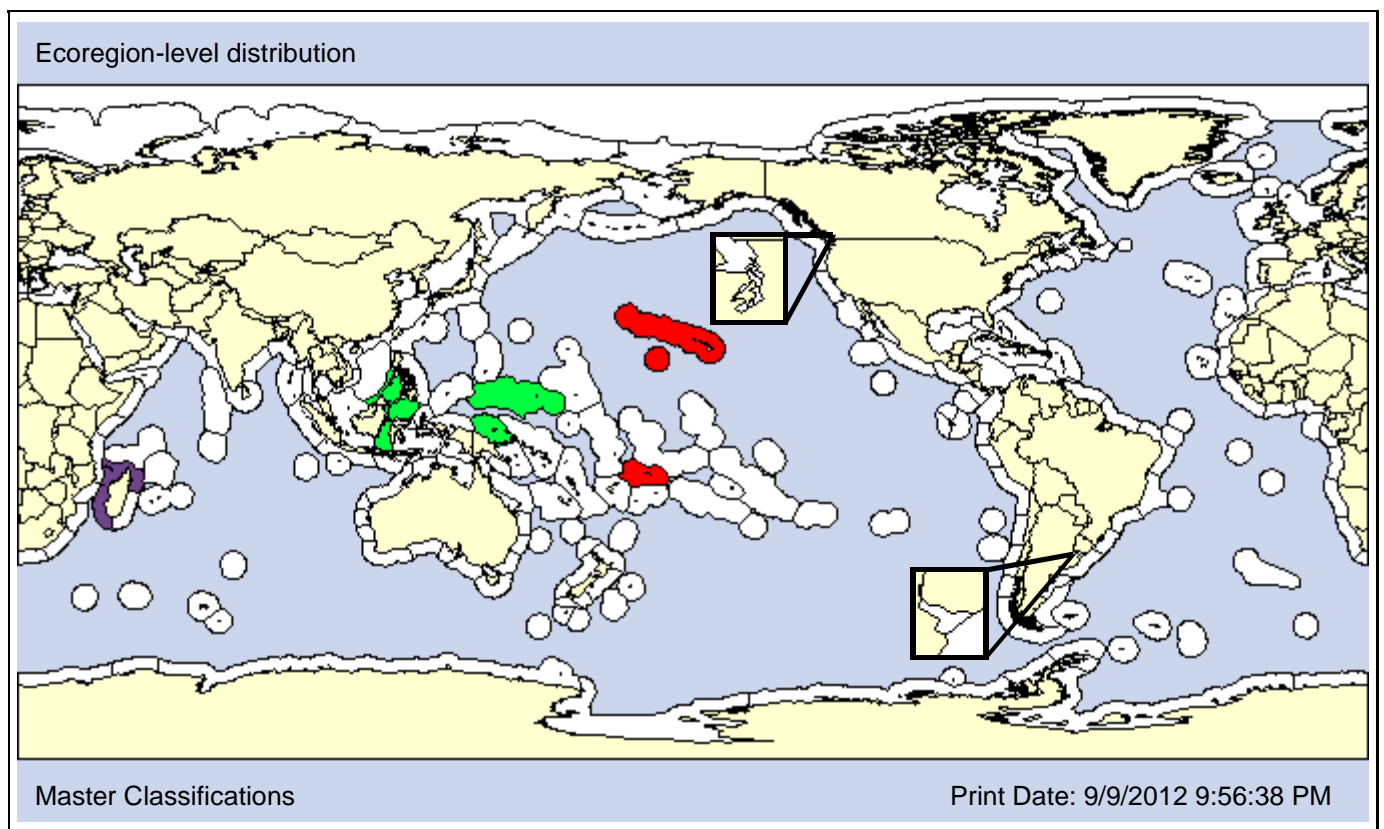 Ecoregion-level distribution
Master Classifications
Print Date: 9/9/2012 9:56:38 PM